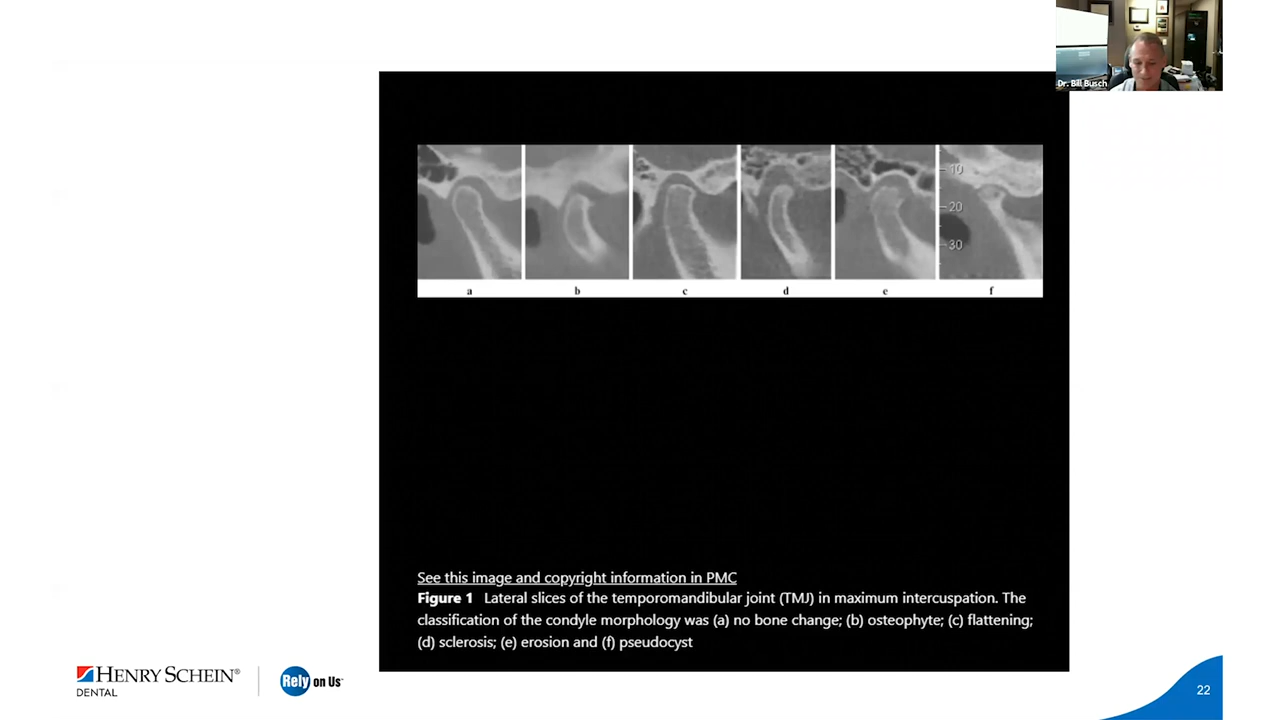 Dr. Bill Busch
10
20
30
a b c d e f
See this image and copyright information in PMC
Figure 1 Lateral slices of the temporomandibular joint (TMJ) in maximum intercuspation. The
classification of the condyle morphology was (a) no bone change; (b) osteophyte; (c) flattening;
(d) sclerosis; (e) erosion and (f) pseudocyst
HENRY SCHEIN®
DENTAL
Rely on Us™
22